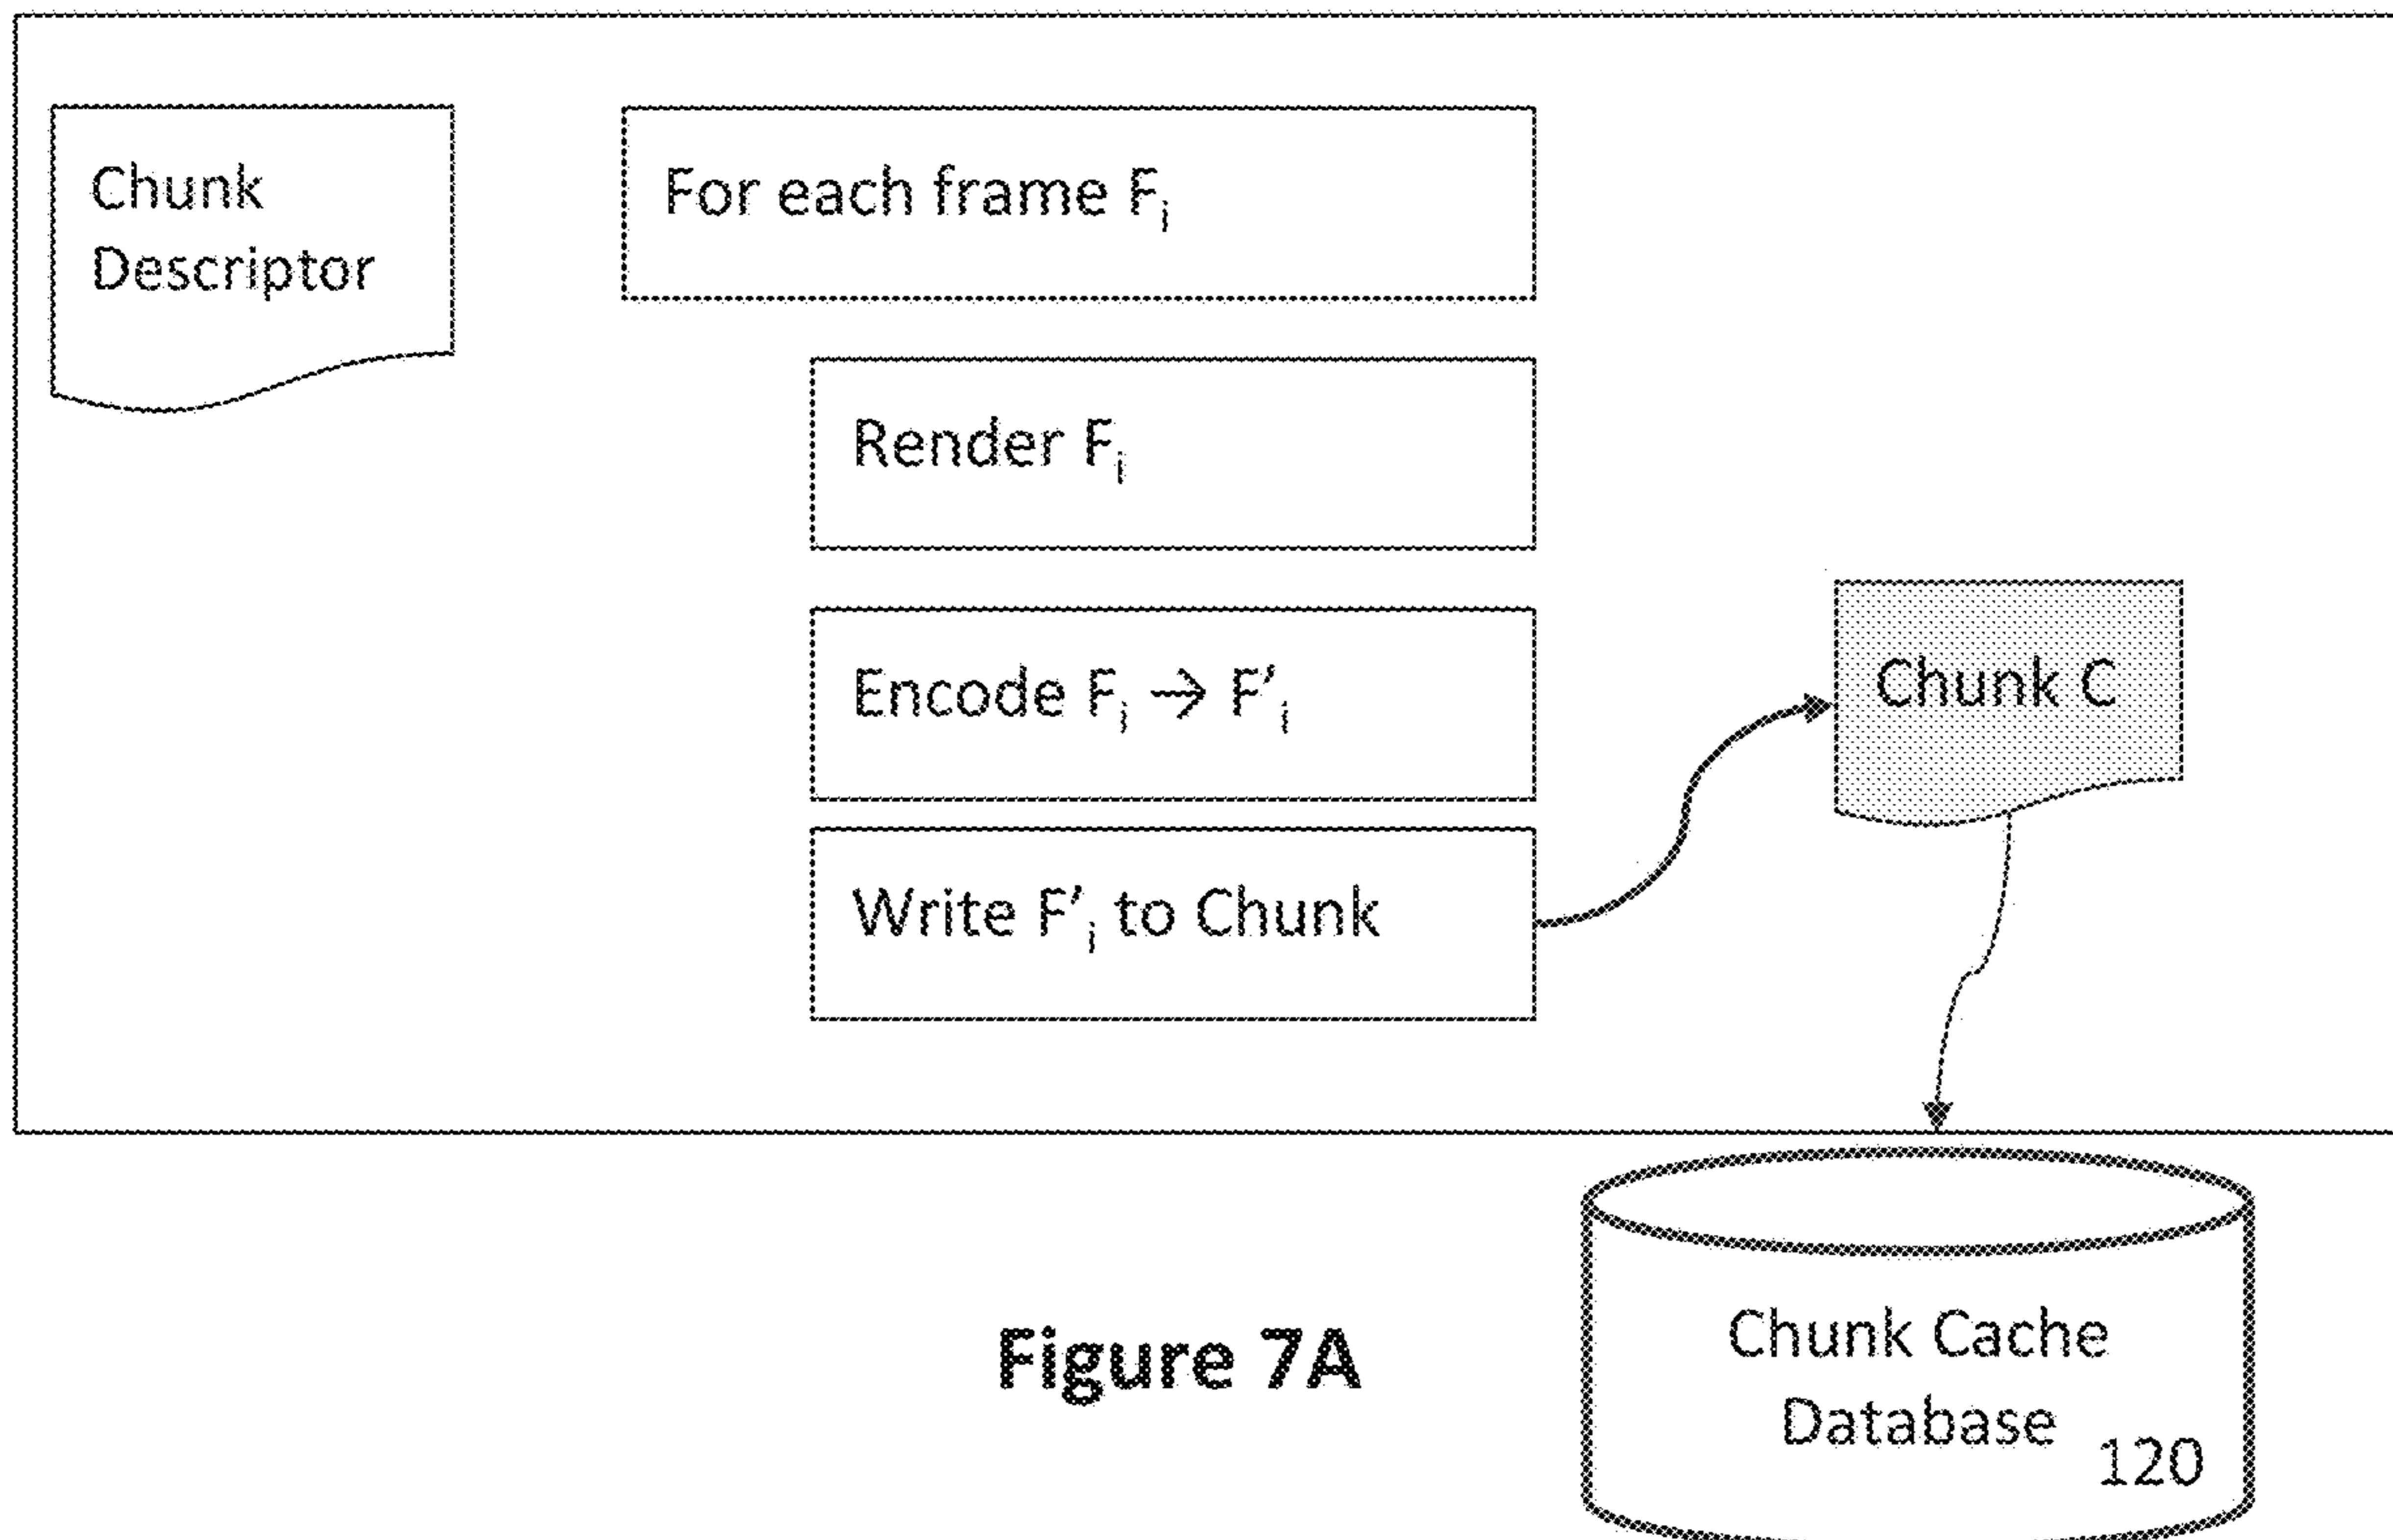 Chunk
Descriptor
For each frame Fᵢ
Render Fᵢ
Encode Fᵢ → F’ᵢ
Write F’ᵢ to Chunk
Chunk C
Chunk Cache
Database
120
Figure 7A